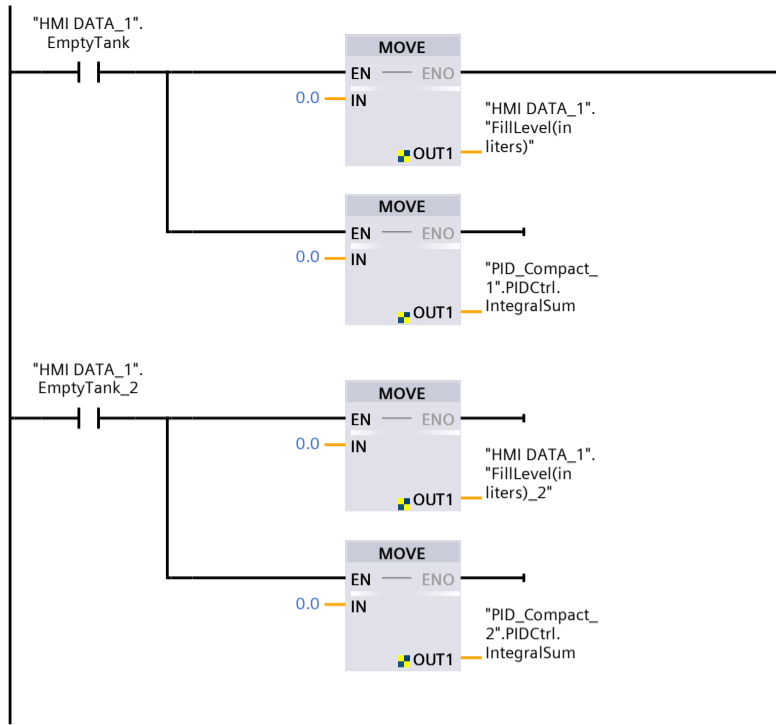 "HMI DATA_1".
EmptyTank
MOVE
EN
ENO
0.0
IN
OUT1
"HMI DATA_1".
"FillLevel(in
liters)"
MOVE
EN
ENO
0.0
IN
OUT1
"PID_Compact_
1".PIDCtrl.
IntegralSum
"HMI DATA_1".
EmptyTank_2
MOVE
EN
ENO
0.0
IN
OUT1
"HMI DATA_1".
"FillLevel(in
liters)_2"
MOVE
EN
ENO
0.0
IN
OUT1
"PID_Compact_
2".PIDCtrl.
IntegralSum